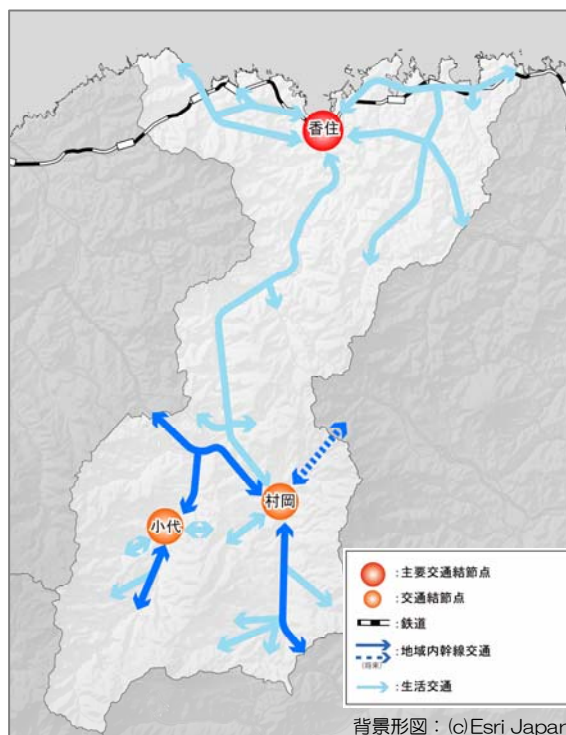 香住
村岡
小代
:主要交通結節点
:交通結節点
:鉄道
:地域内幹線交通
(将来)
:生活交通
背景形図：(c)Esri Japan